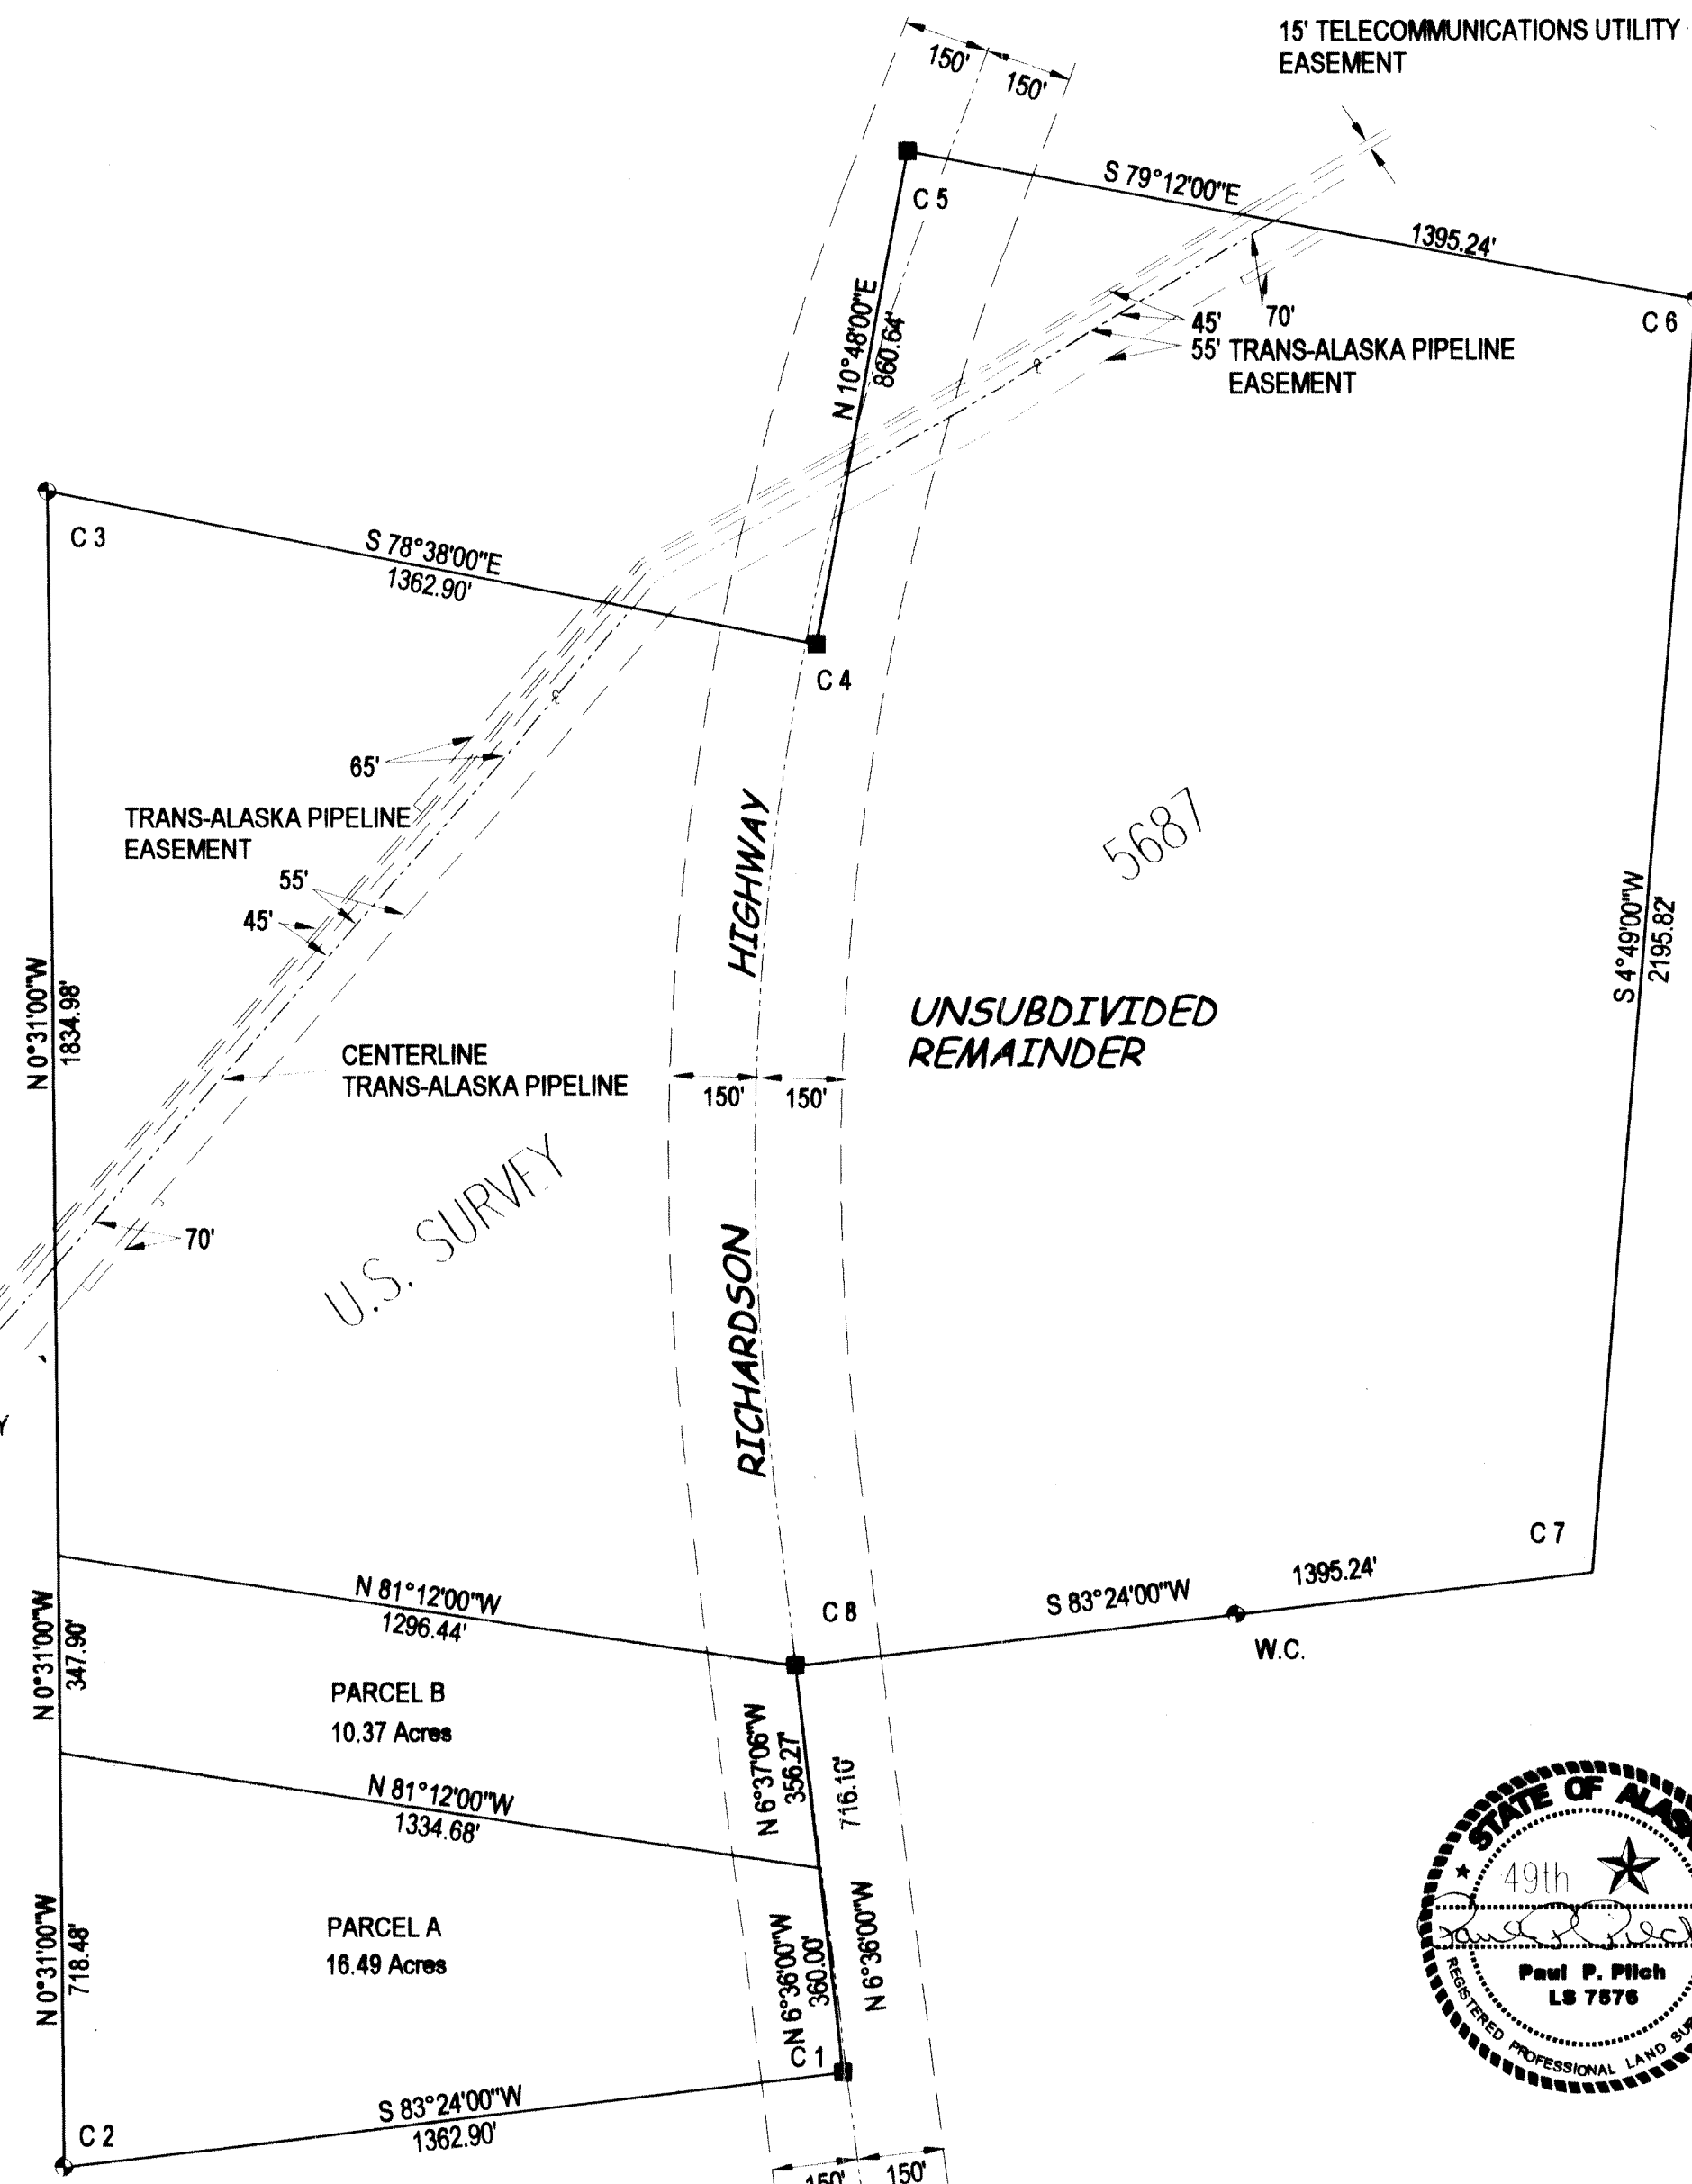 15' TELECOMMUNICATIONS UTILITY
EASEMENT
150'
150'
C 5
S 79°12'00"E
1395.24'
C 6
N 10°48'00"E
860.64'
45'
70'
55' TRANS-ALASKA PIPELINE
EASEMENT
C 3
S 78°38'00"E
1362.90'
C 4
65'
TRANS-ALASKA PIPELINE
EASEMENT
55'
45'
HIGHWAY
5687
S 4°49'00"W
2195.82'
N 0°31'00"W
1834.98'
UNSUBDIVIDED
REMAINDER
CENTERLINE
TRANS-ALASKA PIPELINE
150'
150'
U.S. SURVEY
70'
RICHARDSON
Y
C 7
N 81°12'00"W
1296.44'
C 8
S 83°24'00"W
1395.24'
W.C.
N 0°31'00"W
347.90'
PARCEL B
10.37 Acres
N 6°37'06"W
356.27'
716.10'
N 81°12'00"W
1334.68'
PARCEL A
16.49 Acres
N 0°31'00"W
718.48'
N 6°36'00"W
360.00'
N 6°36'00"W
C 1
S 83°24'00"W
1362.90'
C 2
150'
150'
STATE OF ALAS
49th
Paul P. Pilch
Paul P. Pilch
LS 7576
REGISTERED PROFESSIONAL LAND SUR